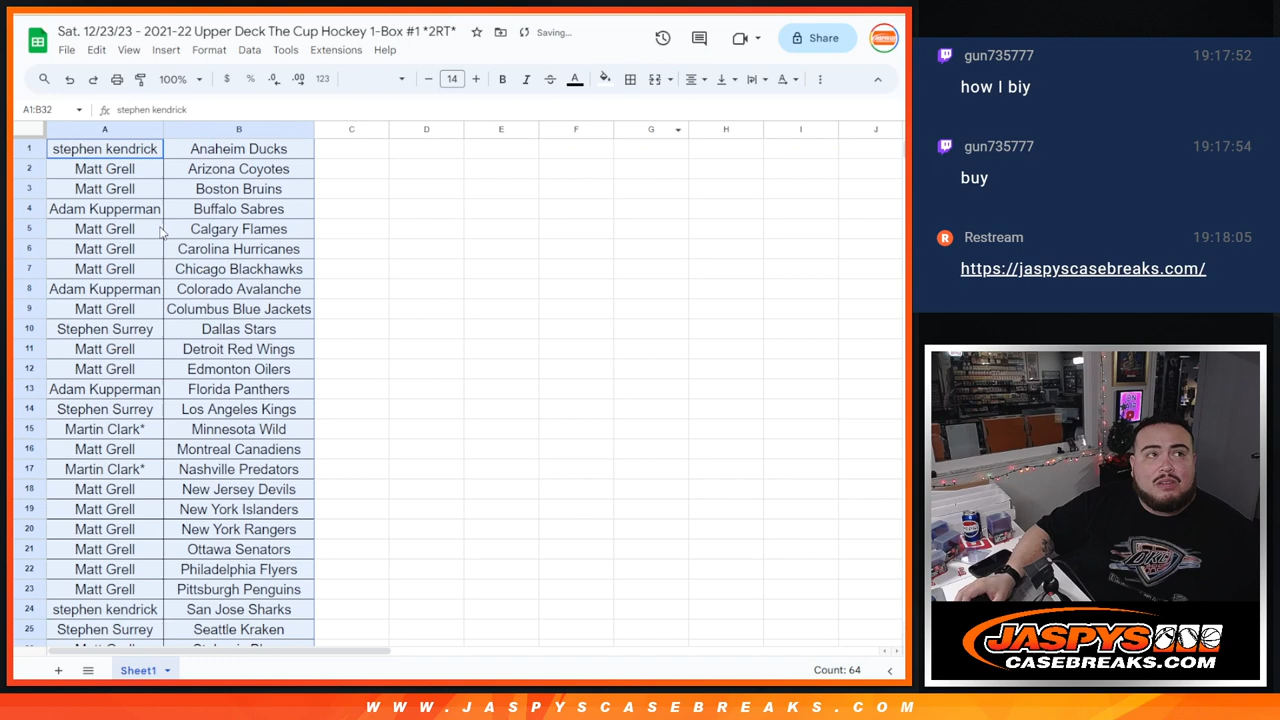 Sat. 12/23/23 - 2021-22 Upper Deck The Cup Hockey 1-Box #1 *2RT*
Saving...
File Edit View Insert Format Data Tools Extensions Help
Share
100% $ % .0 .00 123 14 B I A
A1:B32 fx stephen kendrick
A B C D E F G H I J
1 stephen kendrick Anaheim Ducks
2 Matt Grell Arizona Coyotes
3 Matt Grell Boston Bruins
4 Adam Kupperman Buffalo Sabres
5 Matt Grell Calgary Flames
6 Matt Grell Carolina Hurricanes
7 Matt Grell Chicago Blackhawks
8 Adam Kupperman Colorado Avalanche
9 Matt Grell Columbus Blue Jackets
10 Stephen Surrey Dallas Stars
11 Matt Grell Detroit Red Wings
12 Matt Grell Edmonton Oilers
13 Adam Kupperman Florida Panthers
14 Stephen Surrey Los Angeles Kings
15 Martin Clark* Minnesota Wild
16 Matt Grell Montreal Canadiens
17 Martin Clark* Nashville Predators
18 Matt Grell New Jersey Devils
19 Matt Grell New York Islanders
20 Matt Grell New York Rangers
21 Matt Grell Ottawa Senators
22 Matt Grell Philadelphia Flyers
23 Matt Grell Pittsburgh Penguins
24 stephen kendrick San Jose Sharks
25 Stephen Surrey Seattle Kraken
Sheet1
Count: 64
gun735777 19:17:52
how I biy
gun735777 19:17:54
buy
Restream 19:18:05
https://jaspyscasebreaks.com/
OKC
JASPYS
CASEBREAKS.COM
WWW.JASPYSCASEBREAKS.COM